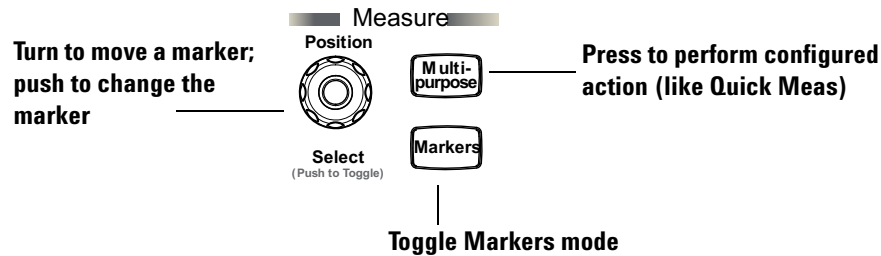 Measure
Turn to move a marker;
push to change the
marker
Position
Select
(Push to Toggle)
Multi-
purpose
Markers
Press to perform configured
action (like Quick Meas)
Toggle Markers mode